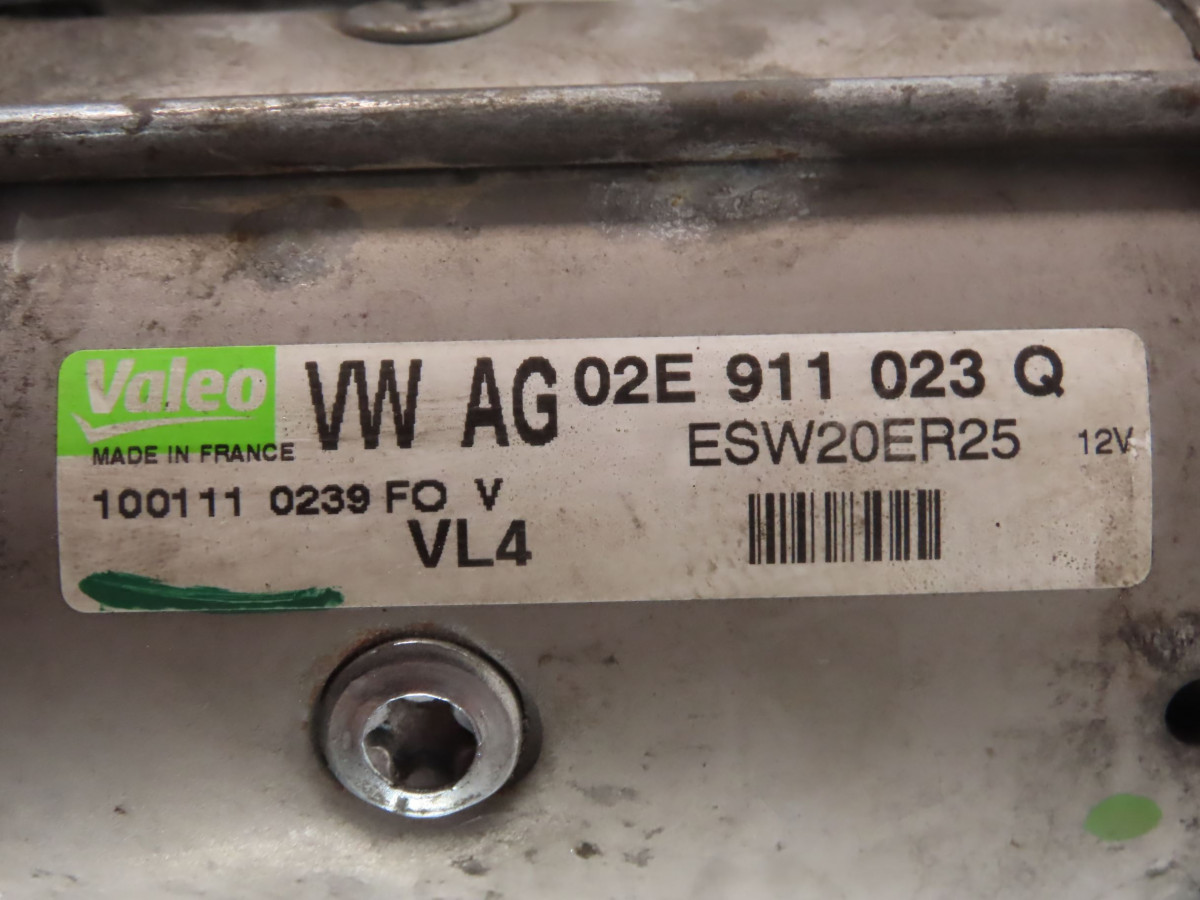 Valeo VW AG 02E 911 023 Q
MADE IN FRANCE ESW20ER25 12V
100111 0239 FO V
VL4